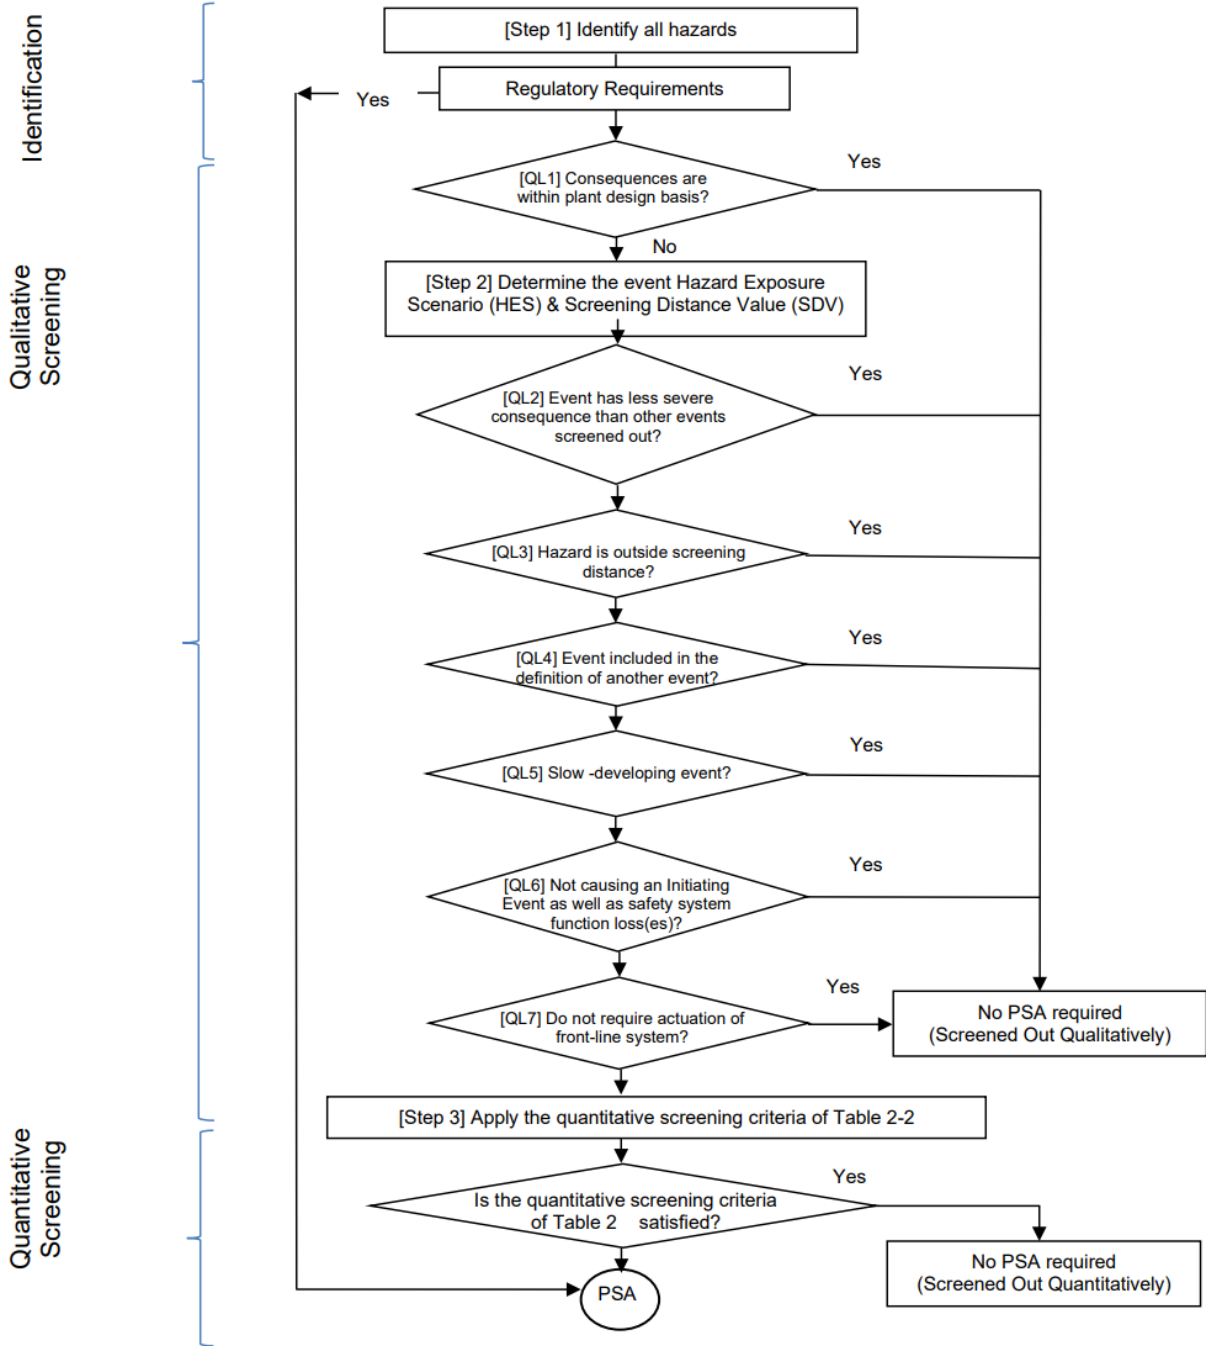 Identification
[Step 1] Identify all hazards
Regulatory Requirements
Yes
Qualitative
Screening
[QL1] Consequences are
within plant design basis?
Yes
No
[Step 2] Determine the event Hazard Exposure
Scenario (HES) & Screening Distance Value (SDV)
[QL2] Event has less severe
consequence than other events
screened out?
Yes
[QL3] Hazard is outside screening
distance?
Yes
[QL4] Event included in the
definition of another event?
Yes
[QL5] Slow -developing event?
Yes
[QL6] Not causing an Initiating
Event as well as safety system
function loss(es)?
Yes
[QL7] Do not require actuation of
front-line system?
Yes
No PSA required
(Screened Out Qualitatively)
Quantitative
Screening
[Step 3] Apply the quantitative screening criteria of Table 2-2
Is the quantitative screening criteria
of Table 2 satisfied?
Yes
No PSA required
(Screened Out Quantitatively)
PSA